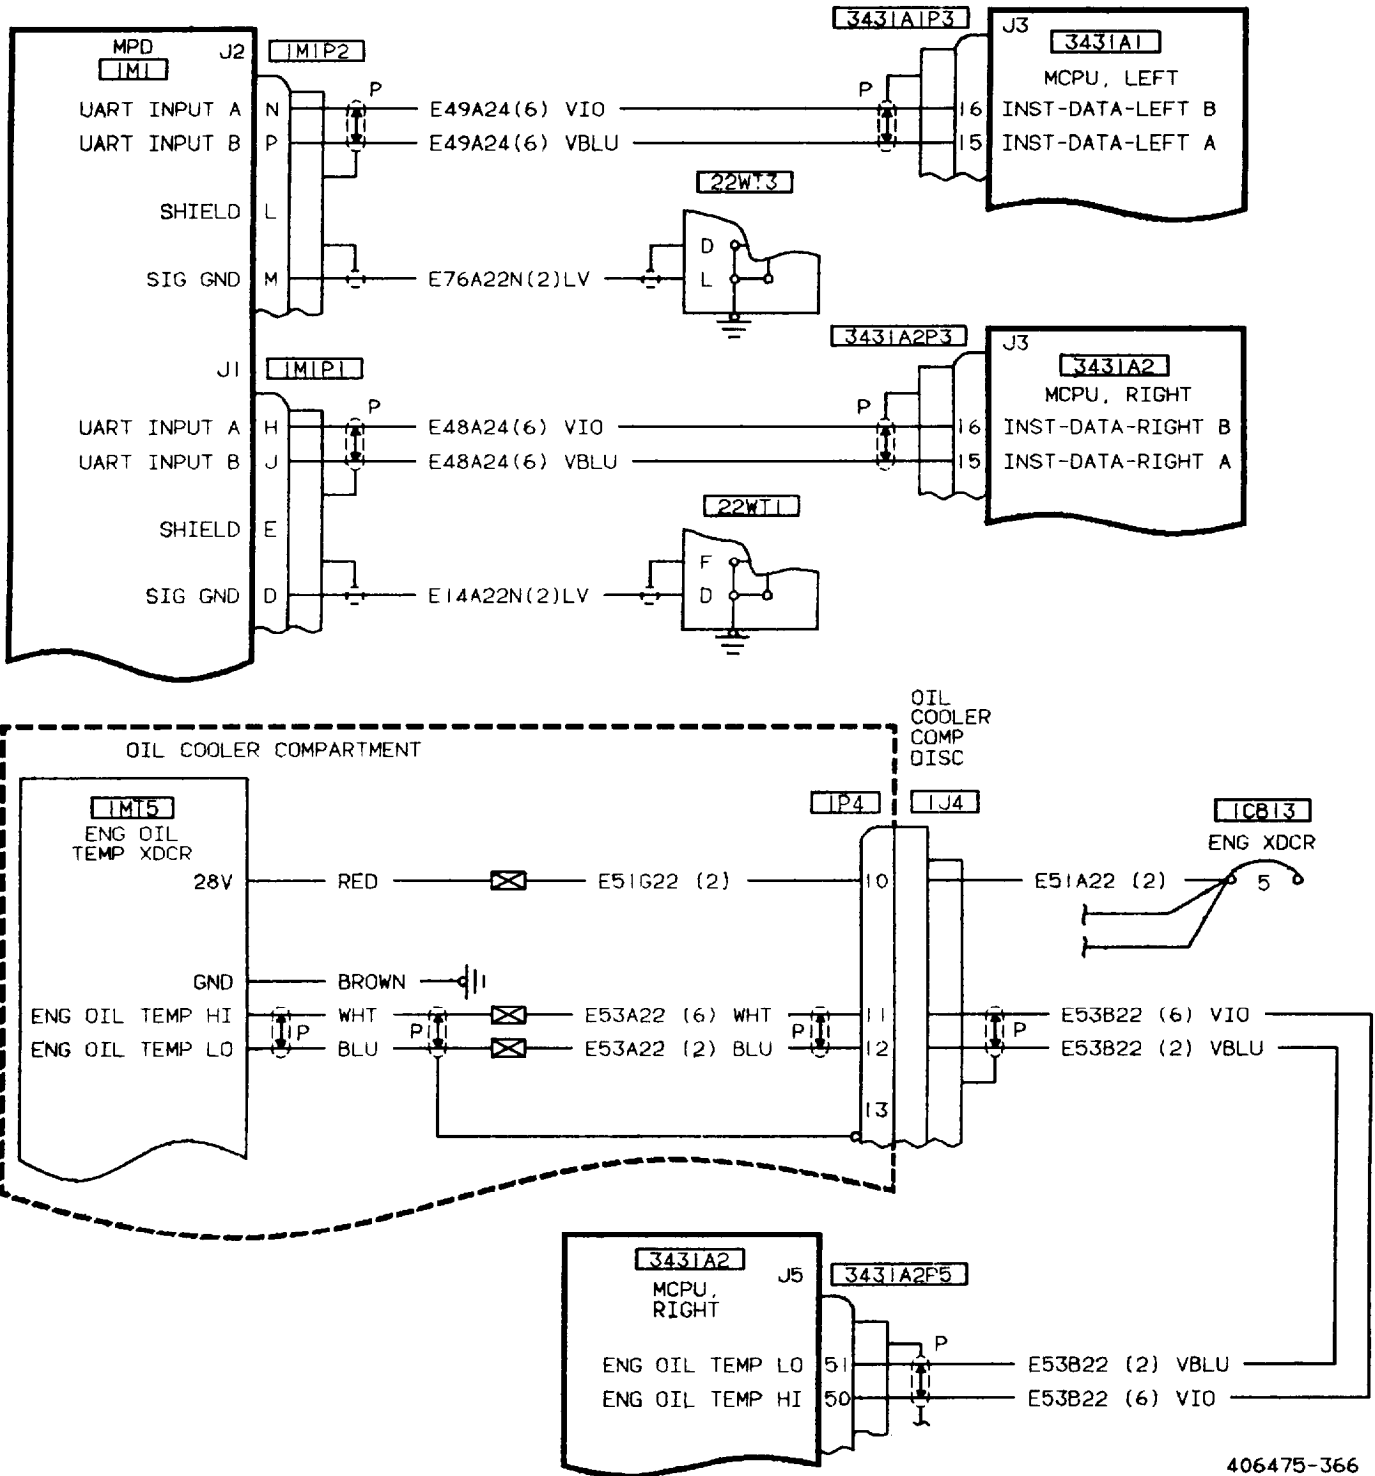 3431A1P3
J3
3431A1
MCPU, LEFT
MPD
1M1
J2
1M1P2
P
P
UART INPUT A N
E49A24(6) VIO
16 INST-DATA-LEFT B
UART INPUT B P
E49A24(6) VBLU
15 INST-DATA-LEFT A
22WT3
SHIELD L
D
SIG GND M
E76A22N(2)LV
L
3431A2P3
J3
3431A2
MCPU, RIGHT
J1
1M1P1
P
P
UART INPUT A H
E48A24(6) VIO
16 INST-DATA-RIGHT B
UART INPUT B J
E48A24(6) VBLU
15 INST-DATA-RIGHT A
22WT1
SHIELD E
F
SIG GND D
E14A22N(2)LV
D
OIL
COOLER
COMP
DISC
OIL COOLER COMPARTMENT
1MT5
ENG OIL
TEMP XDCR
1P4
1J4
1CB13
ENG XDCR
28V
RED
E51G22 (2)
10
E51A22 (2)
5
GND
BROWN
ENG OIL TEMP HI
WHT
E53A22 (6) WHT
11
E53B22 (6) VIO
P
P
P
P
ENG OIL TEMP LO
BLU
E53A22 (2) BLU
12
E53B22 (2) VBLU
13
3431A2
MCPU,
RIGHT
J5
3431A2P5
P
ENG OIL TEMP LO 51
E53B22 (2) VBLU
ENG OIL TEMP HI 50
E53B22 (6) VIO
406475-366